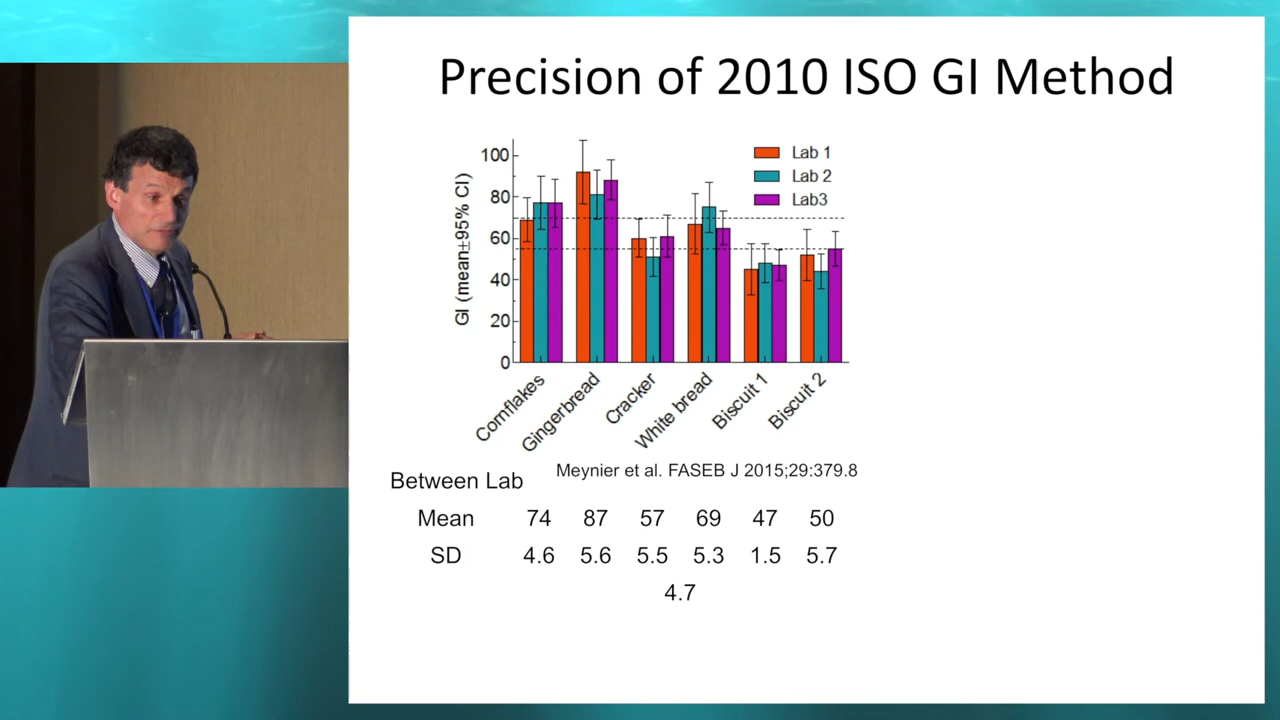 Precision of 2010 ISO GI Method
GI (mean±95% CI)
100
80
60
40
20
0
Lab 1
Lab 2
Lab3
Cornflakes
Gingerbread
Cracker
White bread
Biscuit 1
Biscuit 2
Meynier et al. FASEB J 2015;29:379.8
Between Lab
Mean 74 87 57 69 47 50
SD 4.6 5.6 5.5 5.3 1.5 5.7
4.7